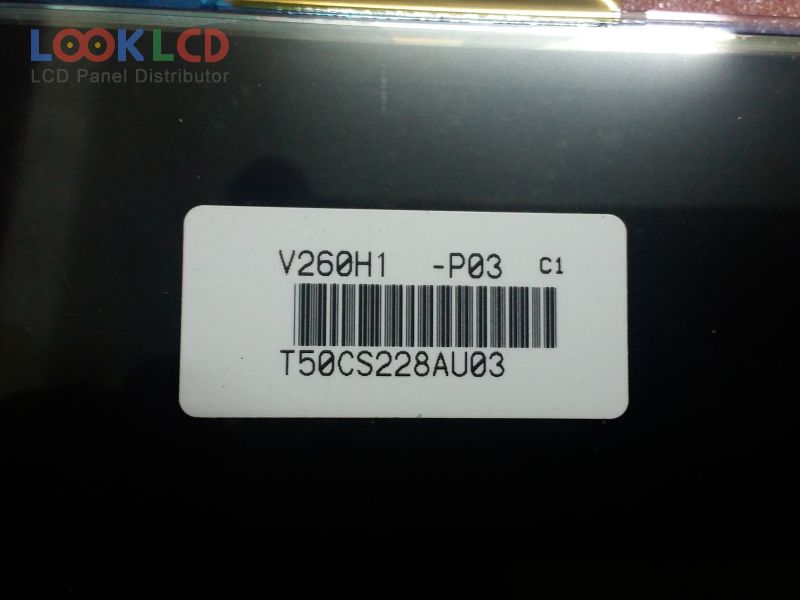 LOOKLCD
LCD Panel Distributor
V260H1 -P03 C1
T50CS228AU03